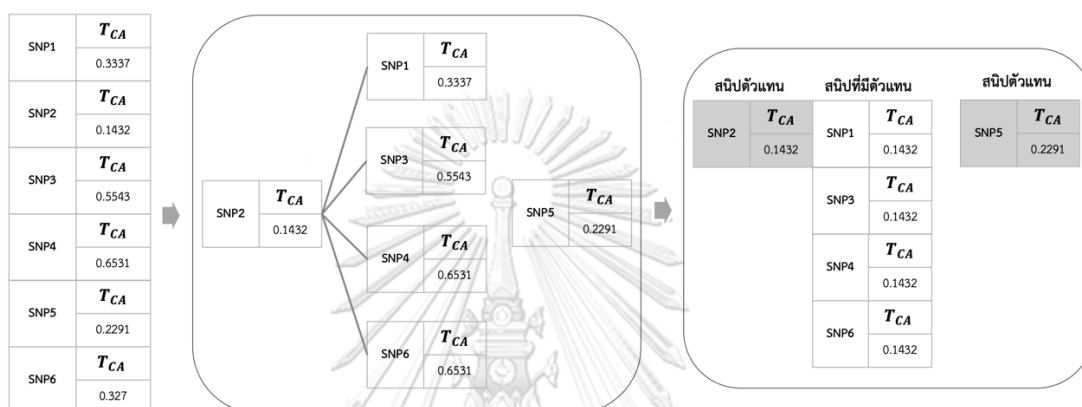 SNP1 T_CA
0.3337
SNP2 T_CA
0.1432
SNP3 T_CA
0.5543
SNP4 T_CA
0.6531
SNP5 T_CA
0.2291
SNP6 T_CA
0.327
SNP2 T_CA
0.1432
SNP1 T_CA
0.3337
SNP3 T_CA
0.5543
SNP4 T_CA
0.6531
SNP6 T_CA
0.6531
SNP5 T_CA
0.2291
สนิปตัวแทน
SNP2 T_CA
0.1432
สนิปที่มีตัวแทน
SNP1 T_CA
0.1432
SNP3 T_CA
0.1432
SNP4 T_CA
0.1432
SNP6 T_CA
0.1432
สนิปตัวแทน
SNP5 T_CA
0.2291